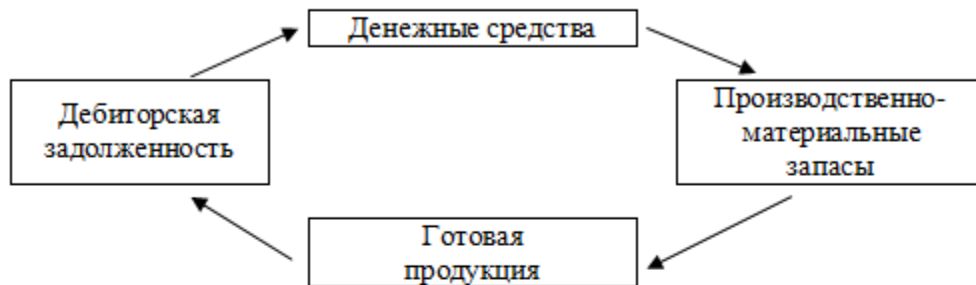 Денежные средства
Дебиторская
задолженность
Производственно-
материальные
запасы
Готовая
продукция